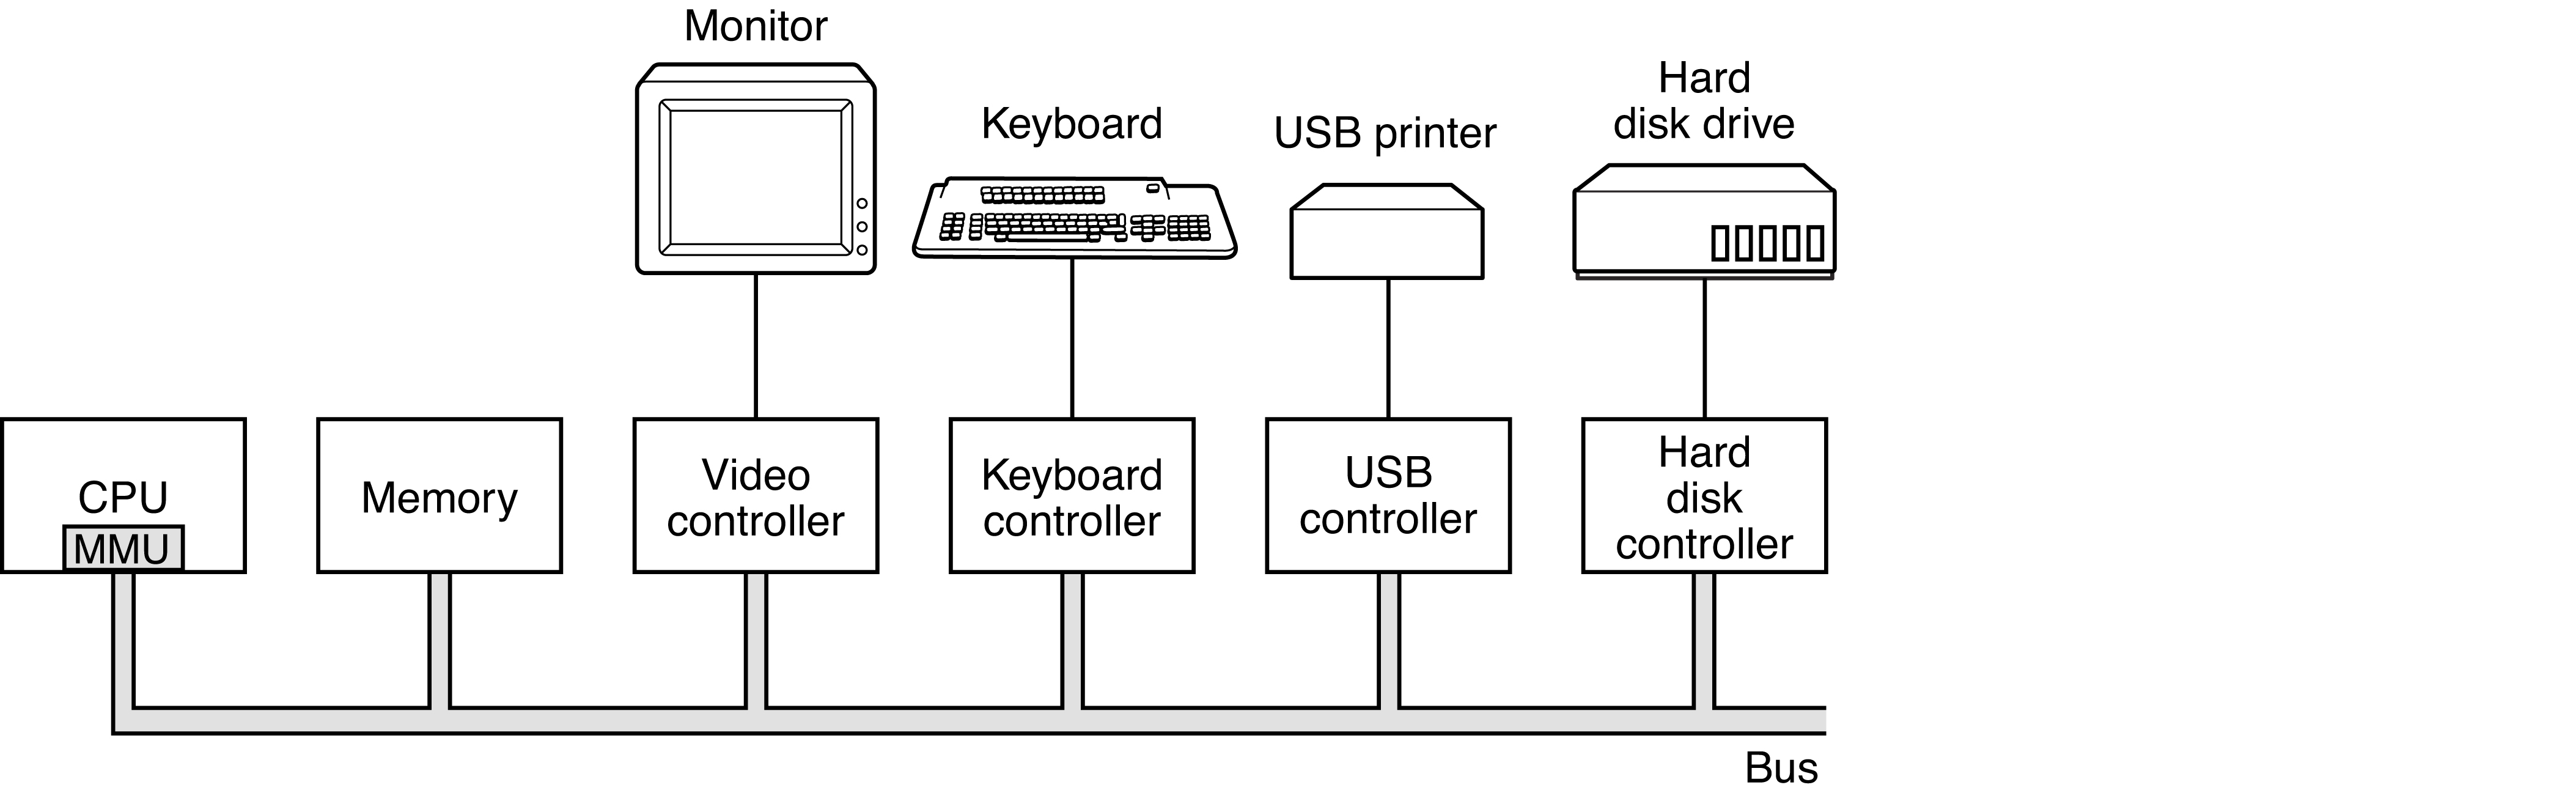 Monitor
Keyboard
USB printer
Hard
disk drive
CPU
MMU
Memory
Video
controller
Keyboard
controller
USB
controller
Hard
disk
controller
Bus